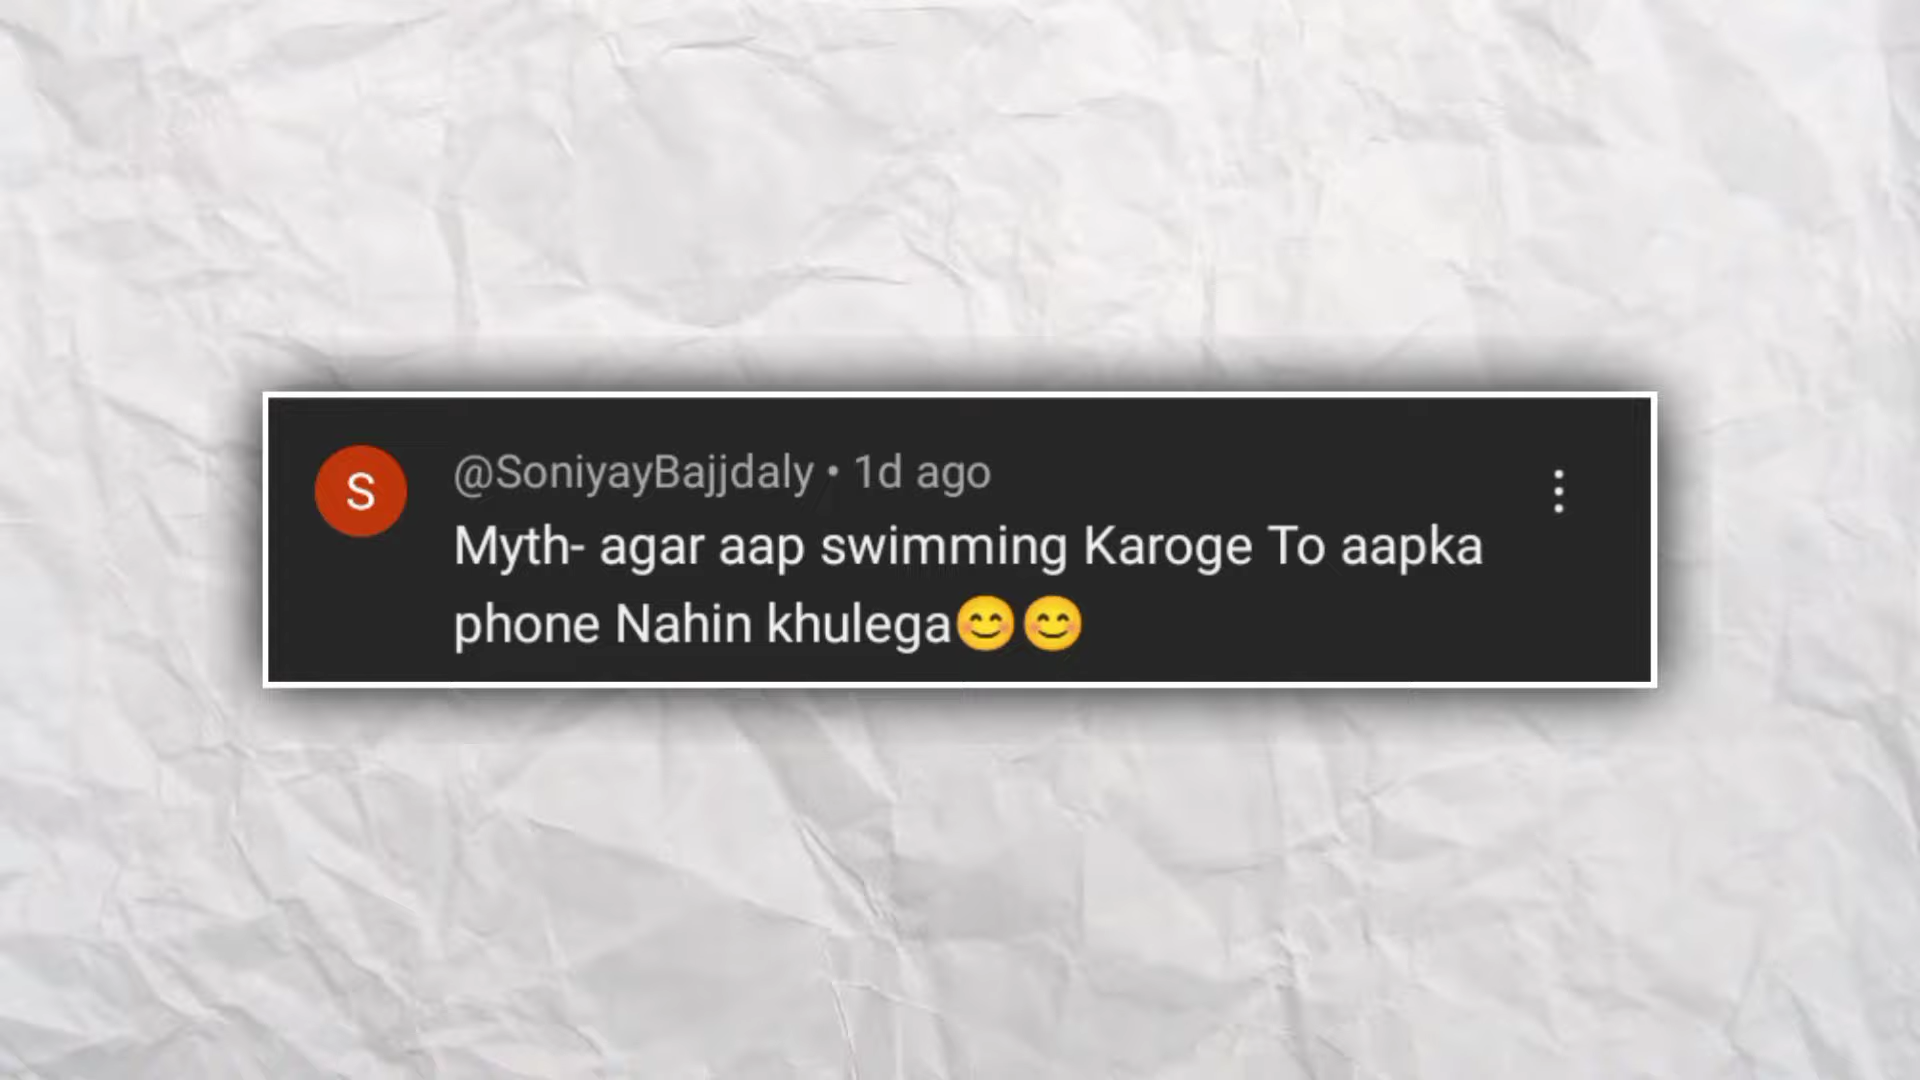 S
@SoniyayBajjdaly • 1d ago
Myth- agar aap swimming Karoge To aapka
phone Nahin khulega😊😊